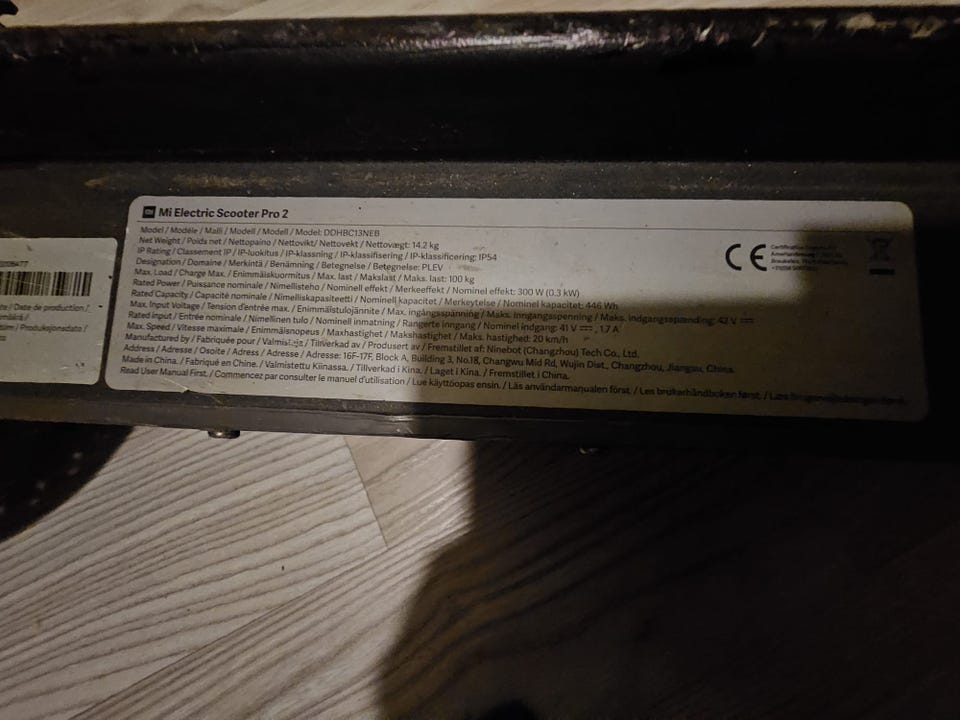 Mi Electric Scooter Pro 2
Model / Modèle / Malli / Modell / Modell / Model: DDHBC13NEB
Net Weight / Poids net / Nettopaino / Nettovikt / Nettovekt / Nettovægt: 14.2 kg
IP Rating / Classement IP / IP-luokitus / IP-klassning / IP-klassifisering / IP-klassificering: IP54
Designation / Domaine / Merkintä / Benämning / Betegnelse / Betegnelse: PLEV
Max. Load / Charge Max. / Enimmäiskuormitus / Max. last / Makslast / Maks. last: 100 kg
Rated Power / Puissance nominale / Nimellisteho / Nominell effekt / Merkeeffekt / Nominel effekt: 300 W (0.3 kW)
Rated Capacity / Capacité nominale / Nimelliskapasiteetti / Nominell kapacitet / Merkeytelse / Nominel kapacitet: 446 Wh
Max. Input Voltage / Tension d'entrée max. / Enimmäistulojännite / Max. ingångsspänning / Maks. inngangsspenning / Maks. indgangsspænding: 42 V
Rated input / Entrée nominale / Nimellinen tulo / Nominell inmatning / Rangerte inngang / Nominel indgang: 41 V , 1.7 A
Max. Speed / Vitesse maximale / Enimmäisnopeus / Maxhastighet / Makshastighet / Maks. hastighed: 20 km/h
Manufactured by / Fabriquée pour / Valmistaja / Tillverkad av / Produsert av / Fremstillet af: Ninebot (Changzhou) Tech Co., Ltd.
Address / Adresse / Osoite / Adress / Adresse / Adresse: 16F-17F, Block A, Building 3, No.18, Changwu Mid Rd, Wujin Dist., Changzhou, Jiangsu, China.
Made in China. / Fabriqué en Chine. / Valmistettu Kiinassa. / Tillverkad i Kina. / Laget i Kina. / Fremstillet i China.
Read User Manual First. / Commencez par consulter le manuel d'utilisation / Lue käyttöopas ensin. / Läs användarmanualen först. / Les brukerhåndboken først. / Læs
CE
/ Date de production /
/ Produksjonsdato /